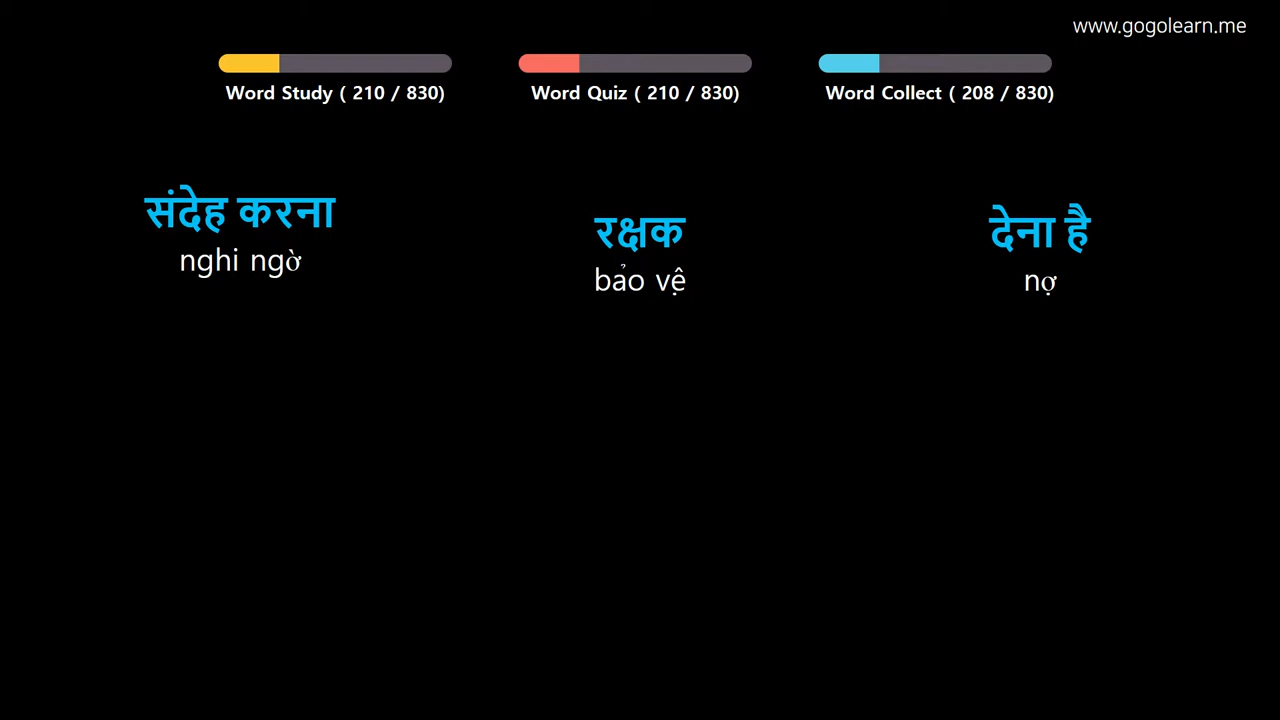 www.gogolearn.me
Word Study ( 210 / 830)
Word Quiz ( 210 / 830)
Word Collect ( 208 / 830)
संदेह करना
nghi ngờ
रक्षक
bảo vệ
देना है
nợ